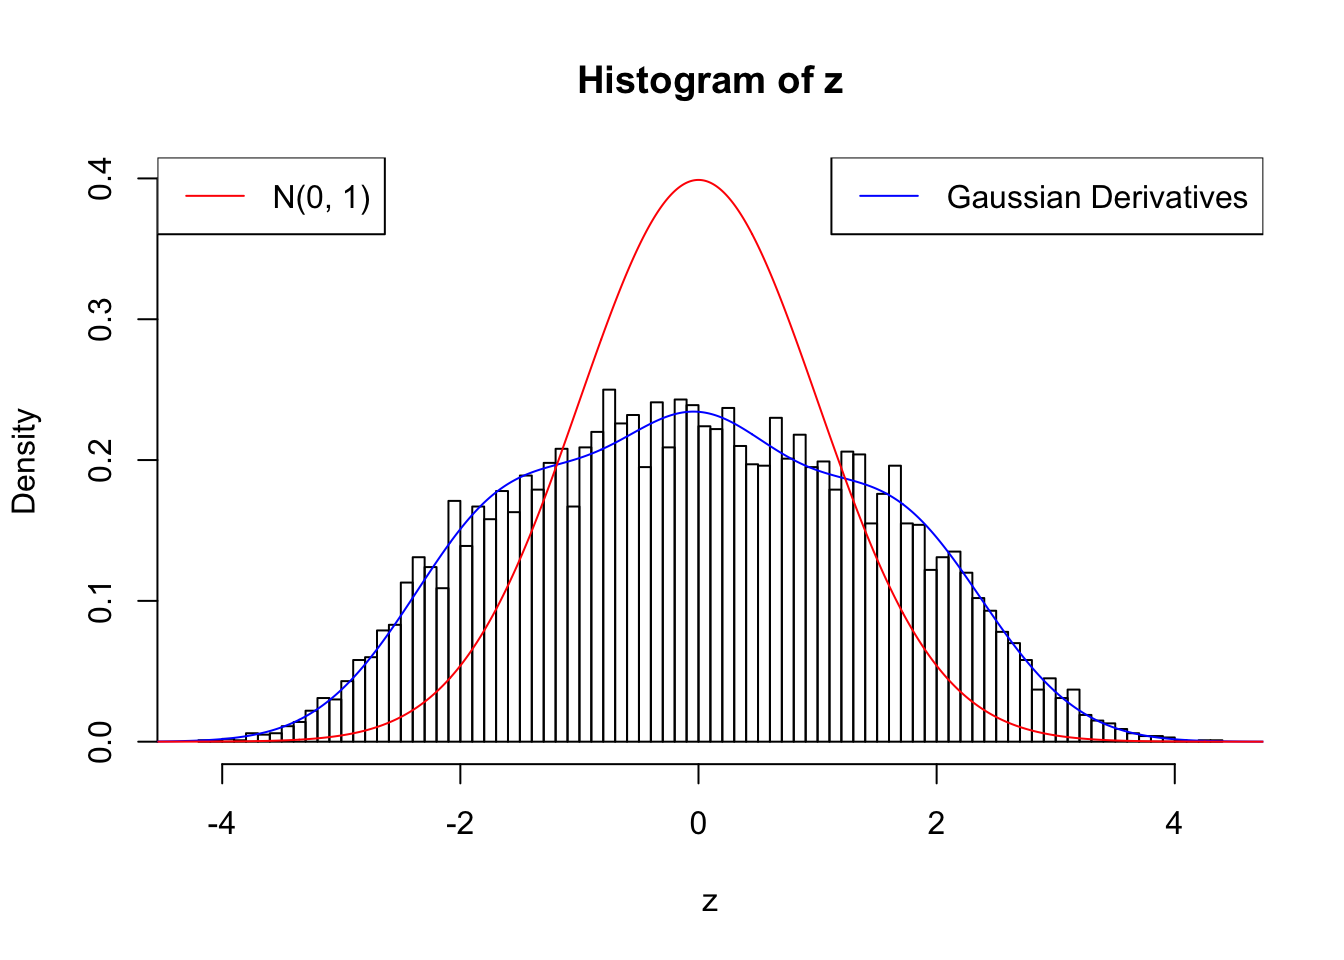 Histogram of z
N(0, 1)
Gaussian Derivatives
Density
0.4
0.3
0.2
0.1
0.0
-4
-2
0
2
4
z